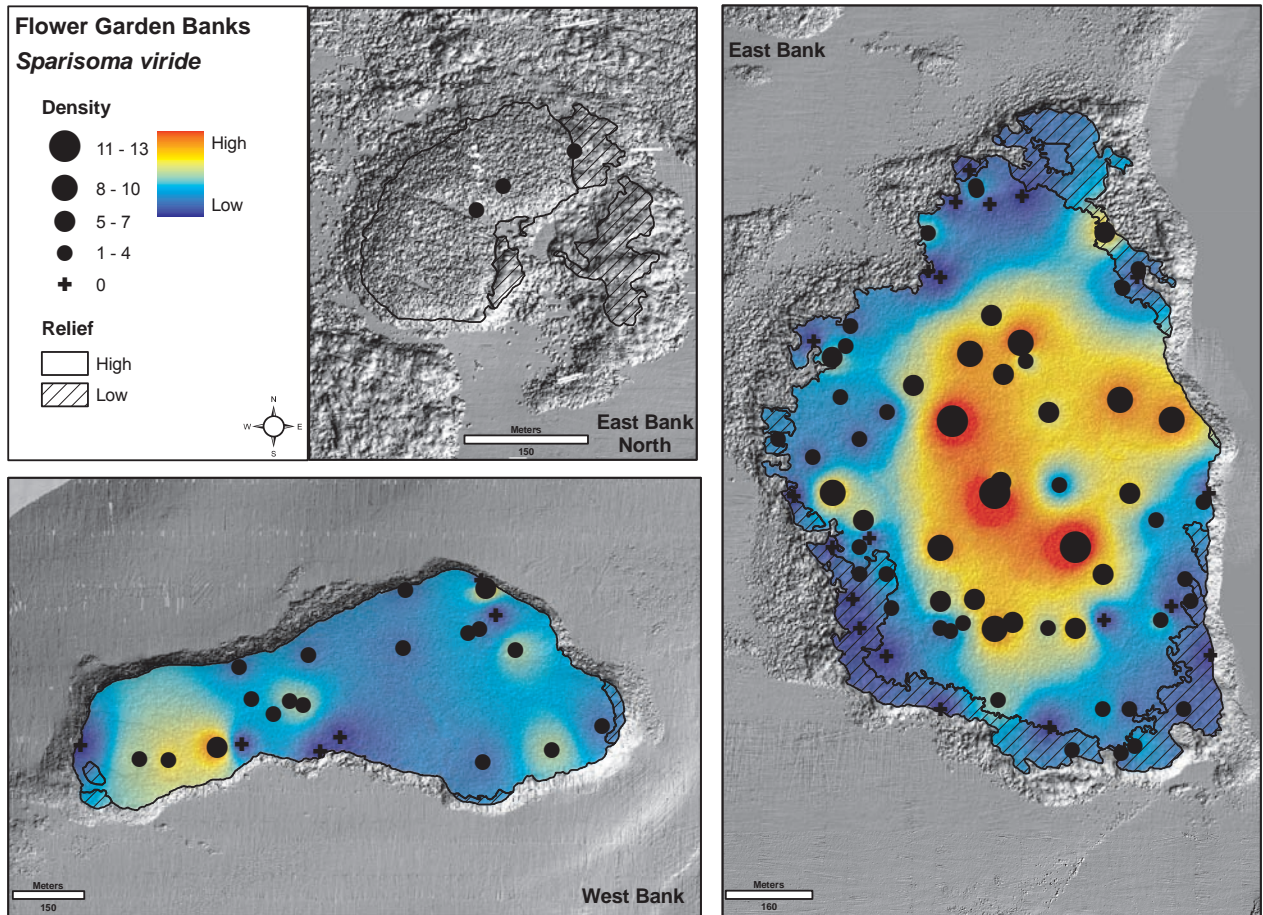 Flower Garden Banks
Sparisoma viride
Density
11 - 13
8 - 10
5 - 7
1 - 4
0
High
Low
Relief
High
Low
N
W E
S
Meters
150
East Bank
North
East Bank
Meters
160
Meters
150
West Bank